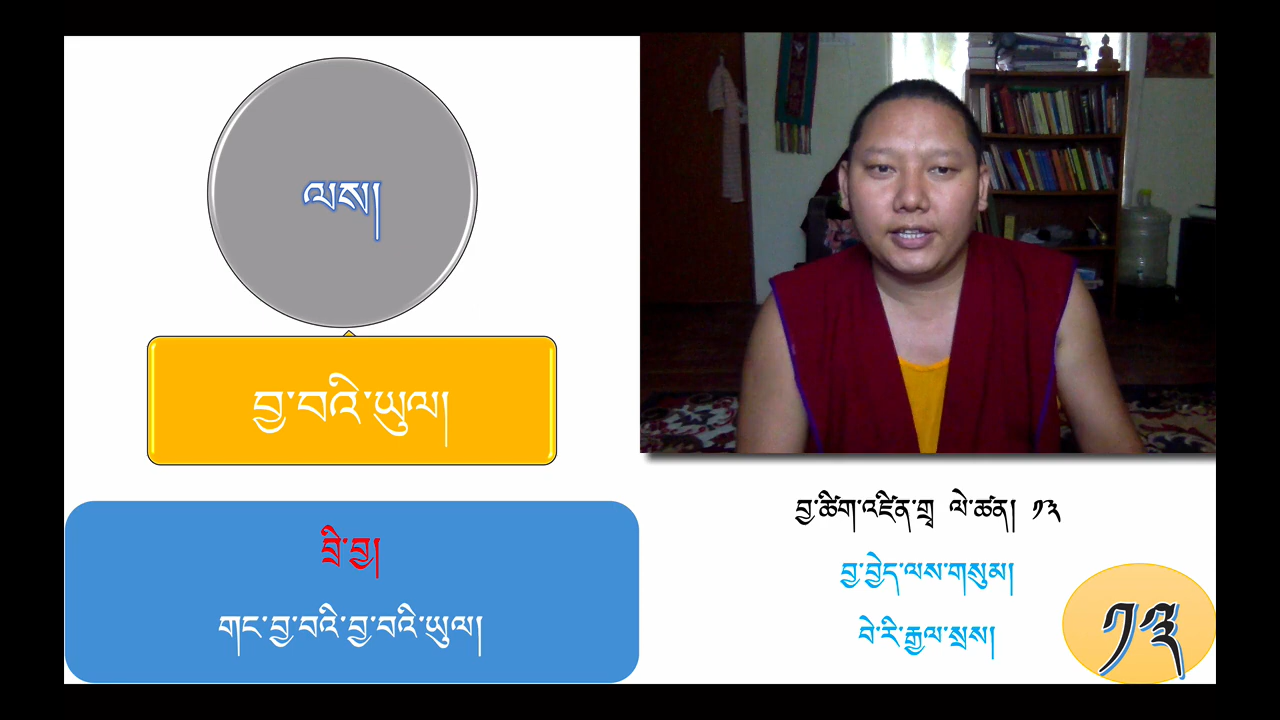 ལས།
བྱ་བའི་ཡུལ།
བྲི་བྱ།
གང་བྱ་བའི་བྱ་བའི་ཡུལ།
བྱ་ཚིག་འཛིན་གྲྭ ལེ་ཚན། ༡༣
བྱ་བྱེད་ལས་གསུམ།
བེ་རི་རྒྱལ་སྲས།
༡༣